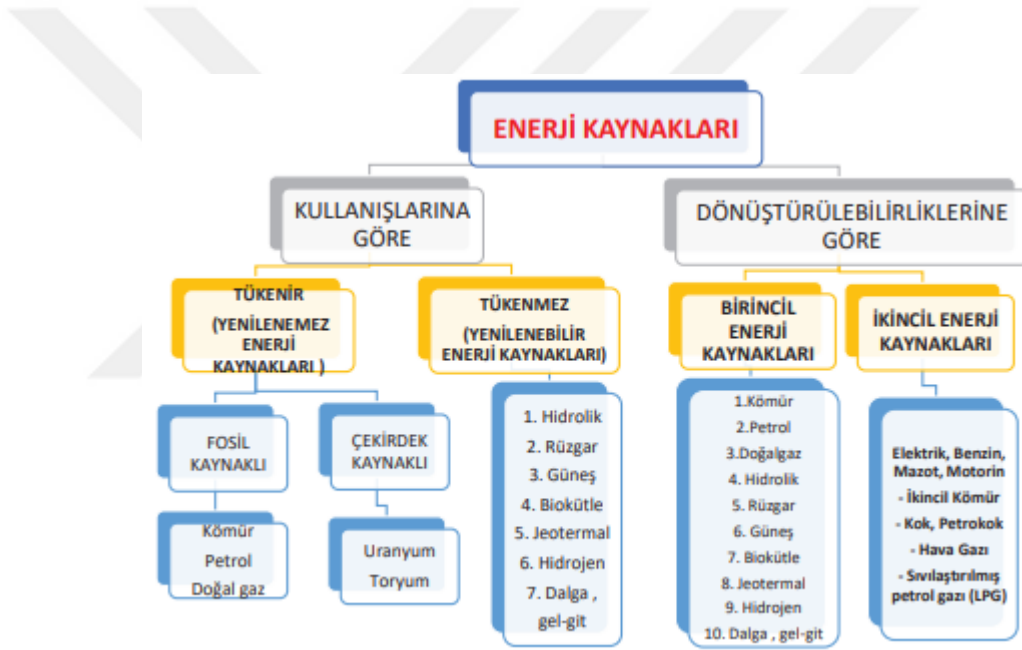 ENERJİ KAYNAKLARI
KULLANIŞLARINA
GÖRE
TÜKENİR
(YENİLENEMEZ
ENERJİ
KAYNAKLARI )
FOSİL
KAYNAKLI
Kömür
Petrol
Doğal gaz
ÇEKİRDEK
KAYNAKLI
Uranyum
Toryum
TÜKENMEZ
(YENİLENEBİLİR
ENERJİ KAYNAKLARI)
1. Hidrolik
2. Rüzgar
3. Güneş
4. Biokütle
5. Jeotermal
6. Hidrojen
7. Dalga ,
gel-git
DÖNÜŞTÜRÜLEBİLİRLİKLERİNE
GÖRE
BİRİNCİL
ENERJİ
KAYNAKLARI
1.Kömür
2.Petrol
3.Doğalgaz
4. Hidrolik
5. Rüzgar
6. Güneş
7. Biokütle
8. Jeotermal
9. Hidrojen
10. Dalga , gel-git
İKİNCİL ENERJİ
KAYNAKLARI
Elektrik, Benzin,
Mazot, Motorin
- İkincil Kömür
- Kok, Petrokok
- Hava Gazı
- Sıvılaştırılmış
petrol gazı (LPG)